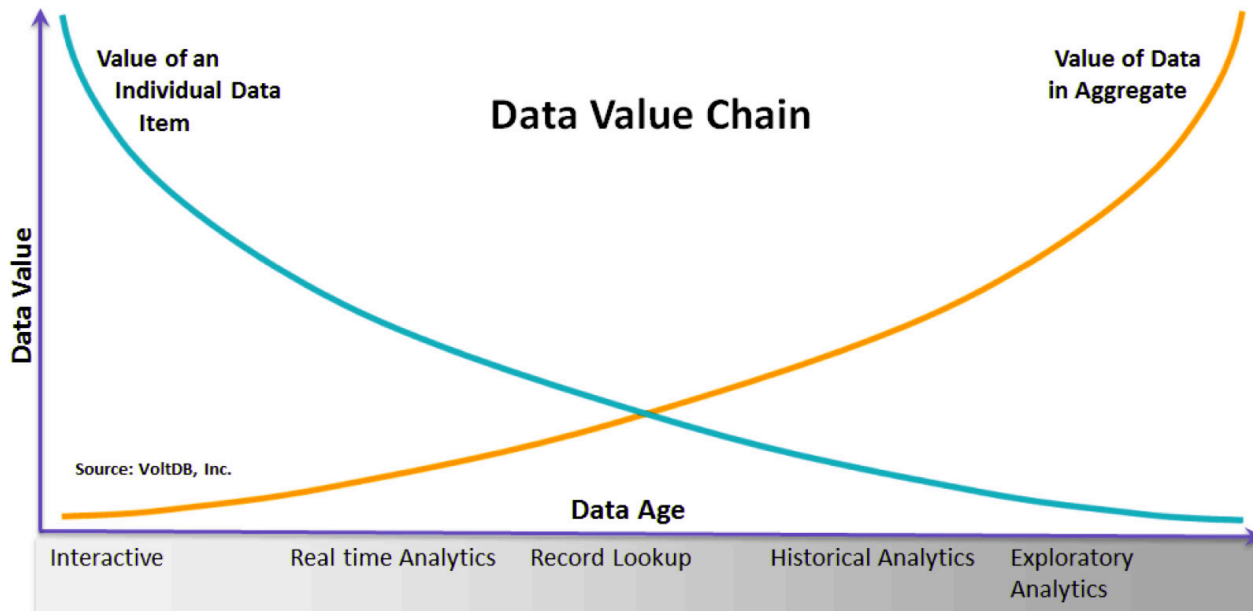 Value of an
Individual Data
Item
Value of Data
in Aggregate
Data Value Chain
Data Value
Source: VoltDB, Inc.
Data Age
Interactive
Real time Analytics
Record Lookup
Historical Analytics
Exploratory
Analytics